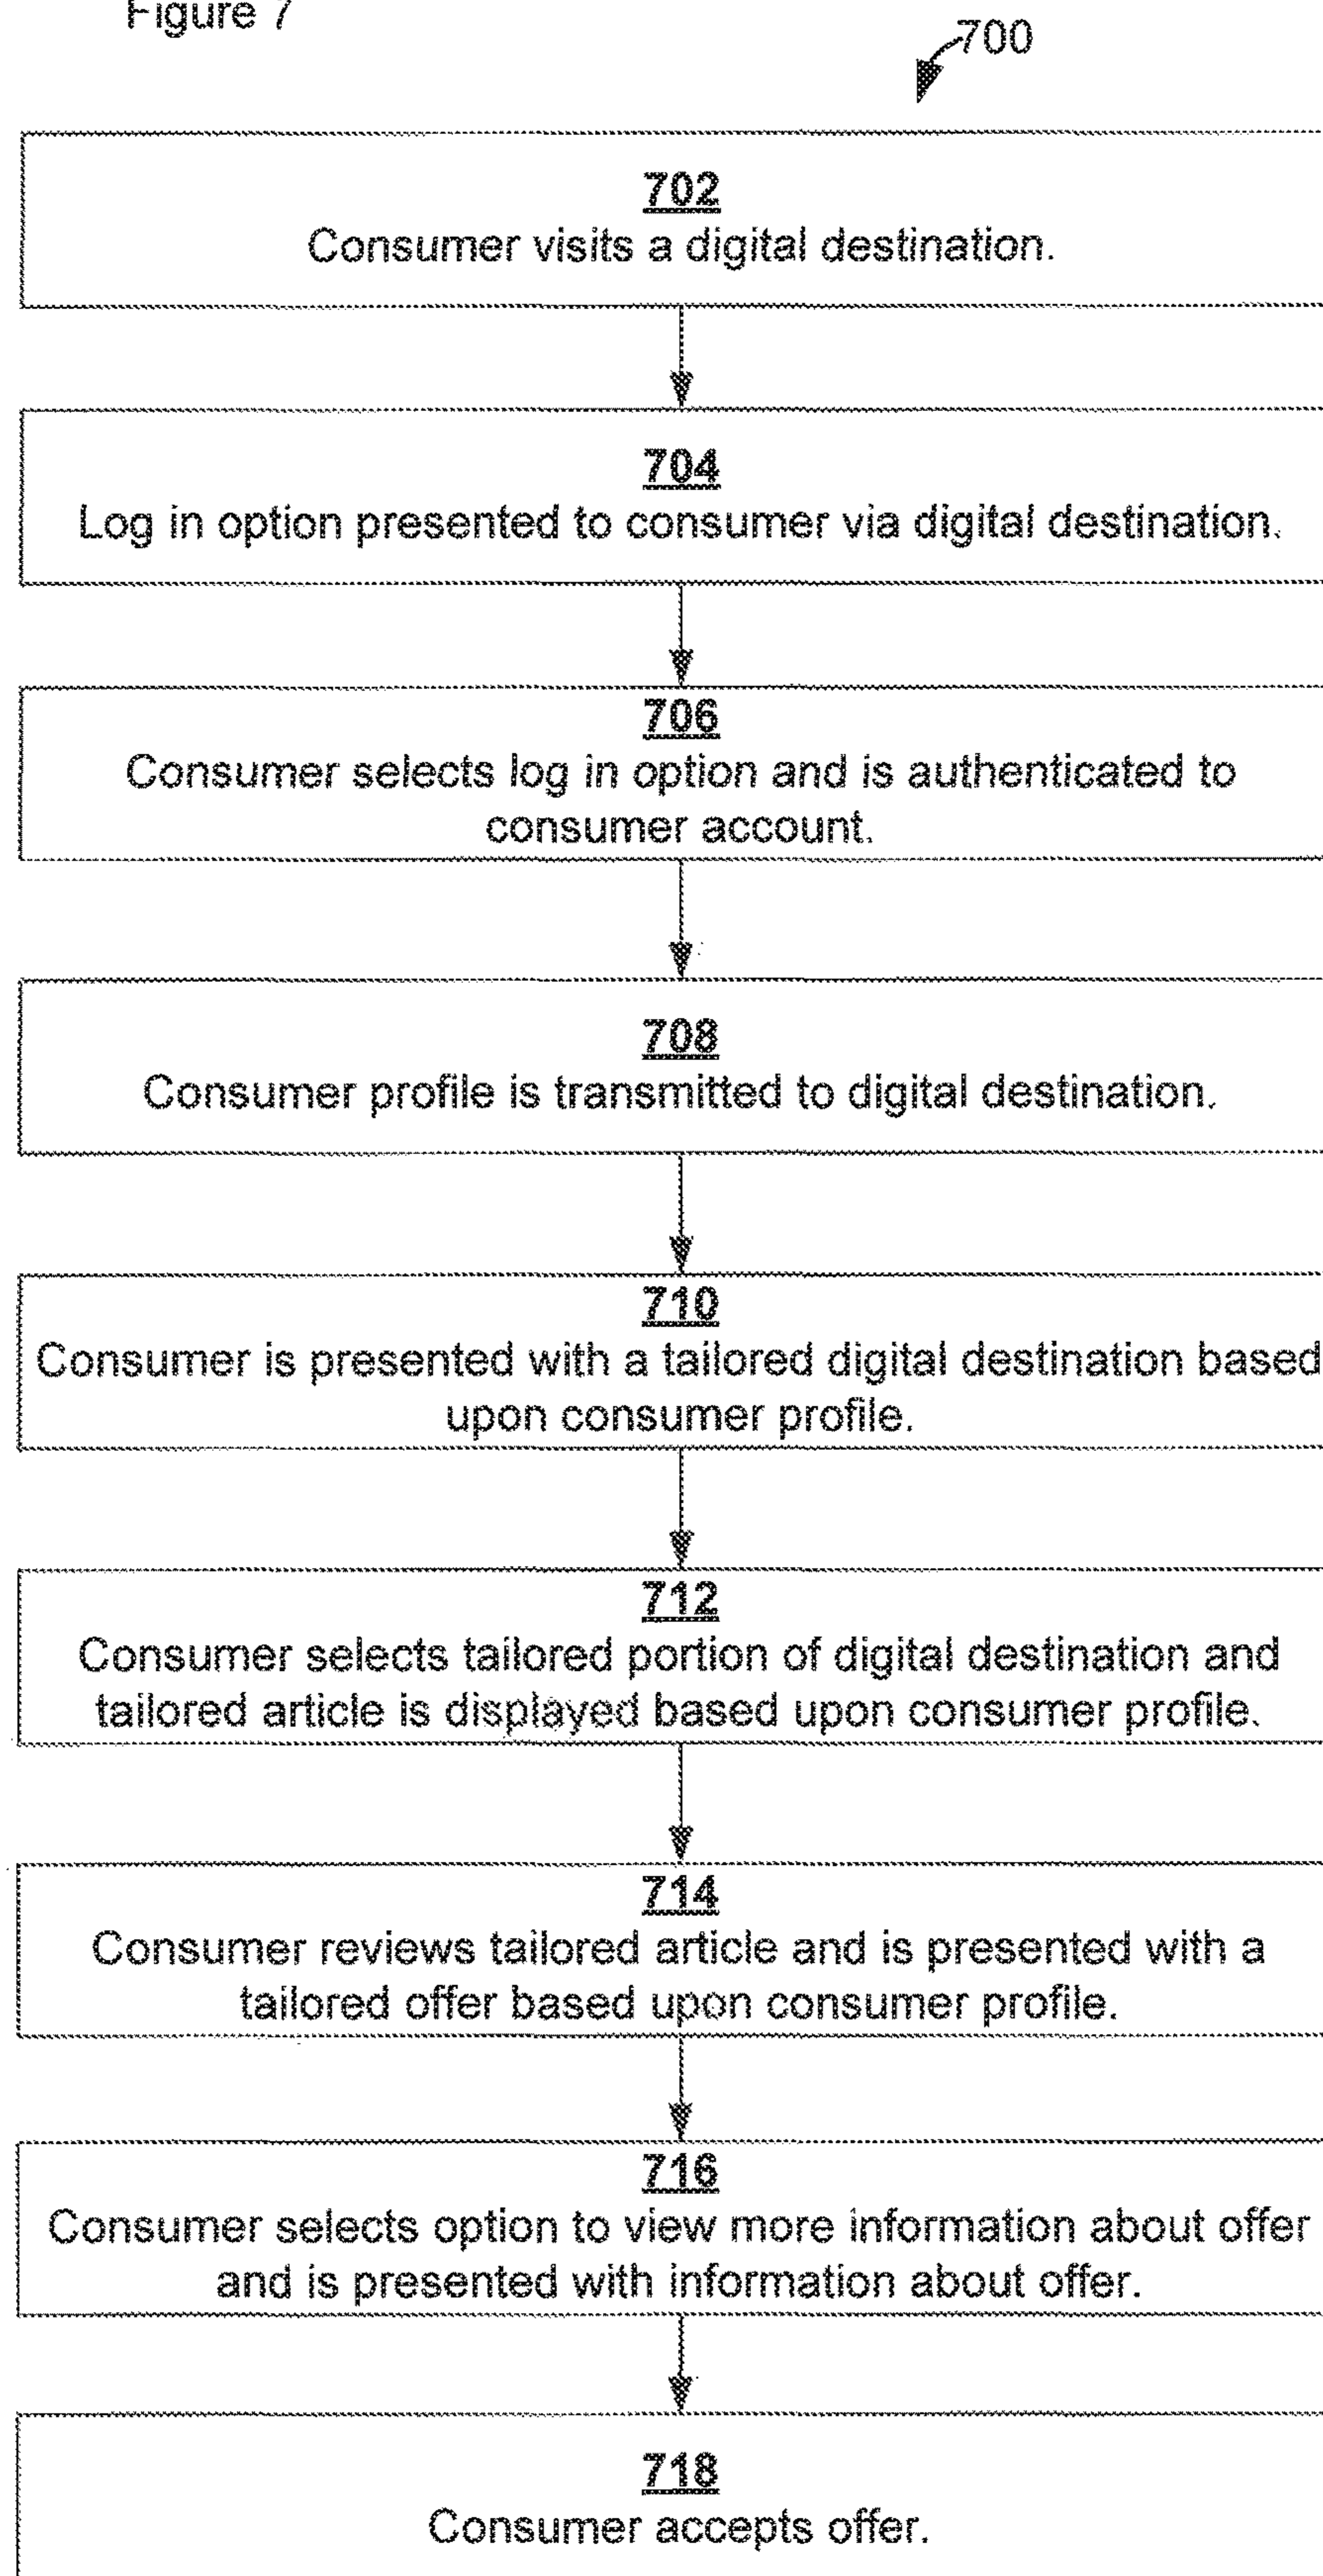 Figure 7
700
702
Consumer visits a digital destination.
704
Log in option presented to consumer via digital destination.
706
Consumer selects log in option and is authenticated to
consumer account.
708
Consumer profile is transmitted to digital destination.
710
Consumer is presented with a tailored digital destination based
upon consumer profile.
712
Consumer selects tailored portion of digital destination and
tailored article is displayed based upon consumer profile.
714
Consumer reviews tailored article and is presented with a
tailored offer based upon consumer profile.
716
Consumer selects option to view more information about offer
and is presented with information about offer.
718
Consumer accepts offer.